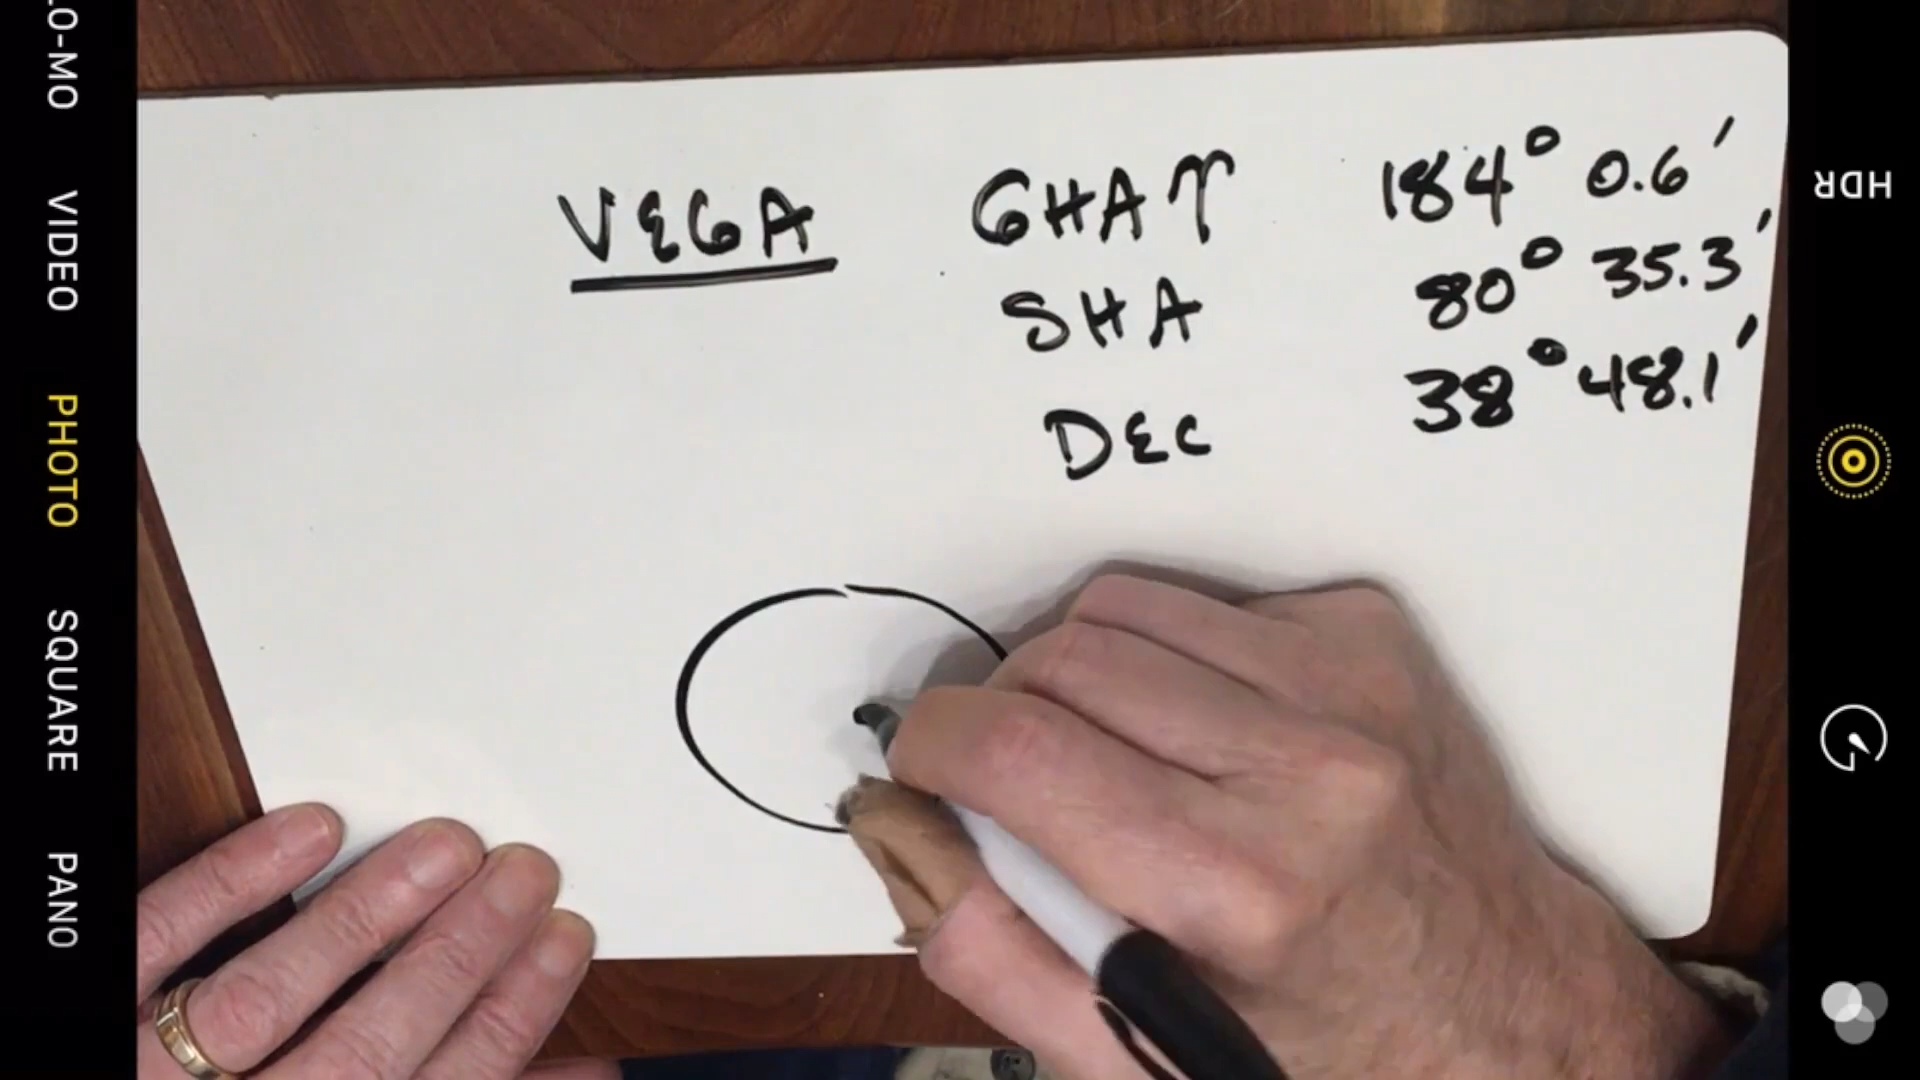 VEGA GHA♈ 184° 0.6'
SHA 80° 35.3'
DEC 38° 48.1'
LO-MO
VIDEO
PHOTO
SQUARE
PANO
HDR